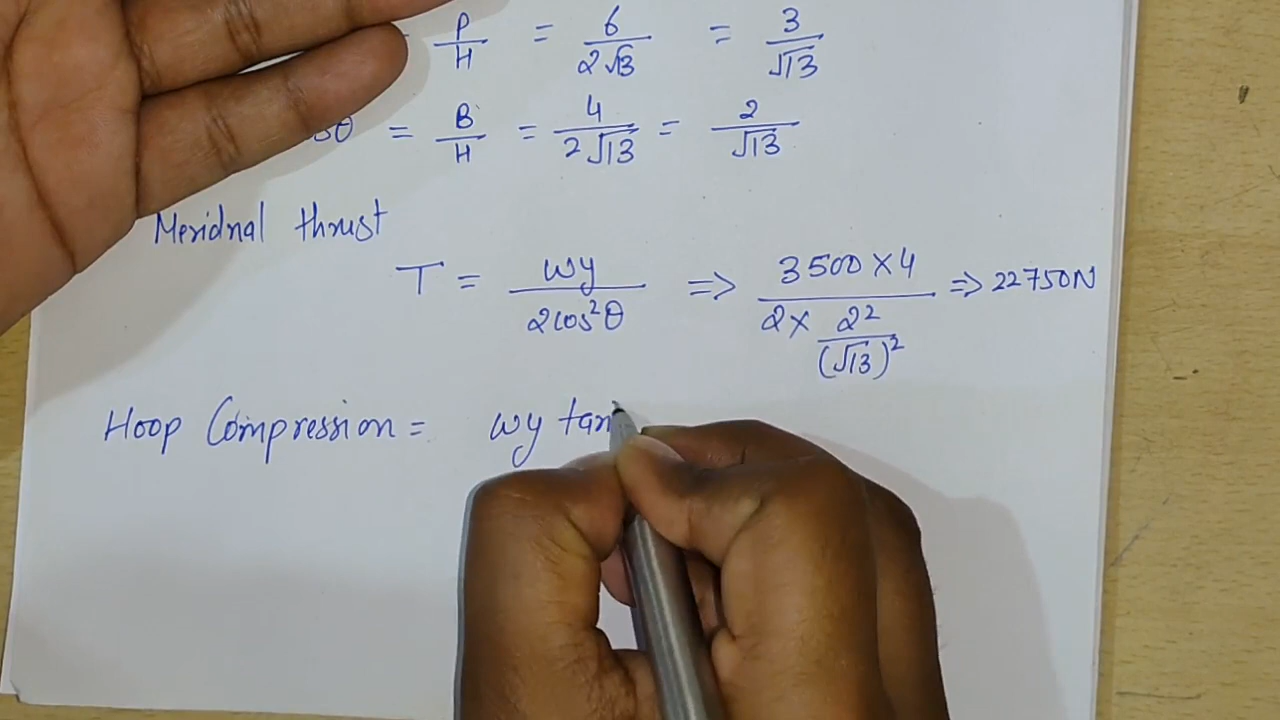 P/H = 6/2√13 = 3/√13
θ = B/H = 4/2√13 = 2/√13
Meridnal thrust
T = wy/2cos²θ => 3500×4/2×2²/(√13)² => 22750N
Hoop Compression = wy tan